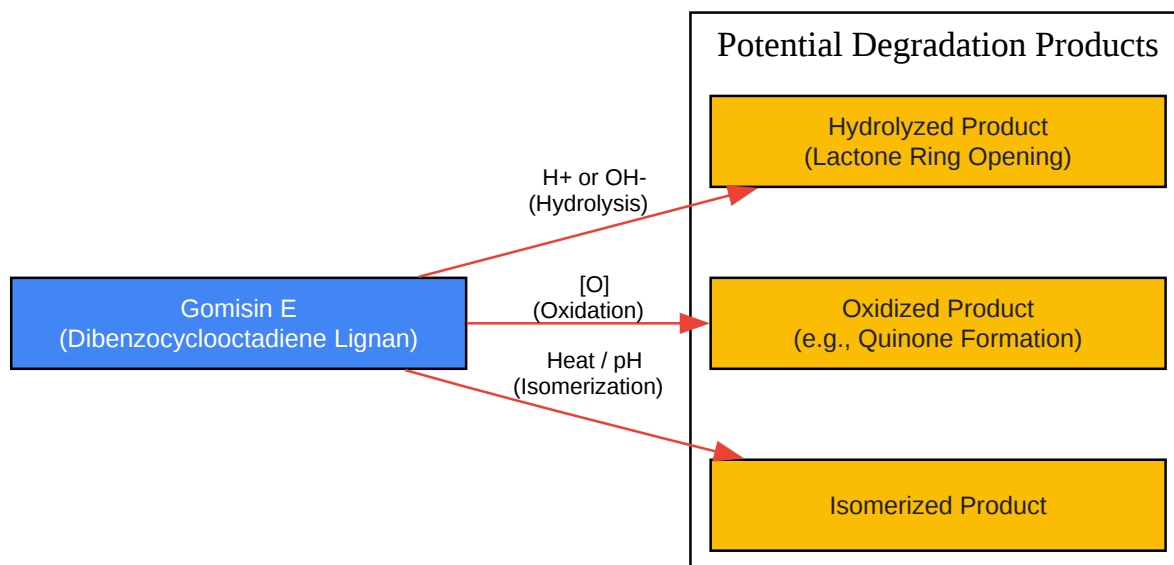 Potential Degradation Products
Hydrolyzed Product
(Lactone Ring Opening)
H+ or OH-
(Hydrolysis)
Gomisin E
(Dibenzocyclooctadiene Lignan)
[O]
(Oxidation)
Oxidized Product
(e.g., Quinone Formation)
Heat / pH
(Isomerization)
Isomerized Product